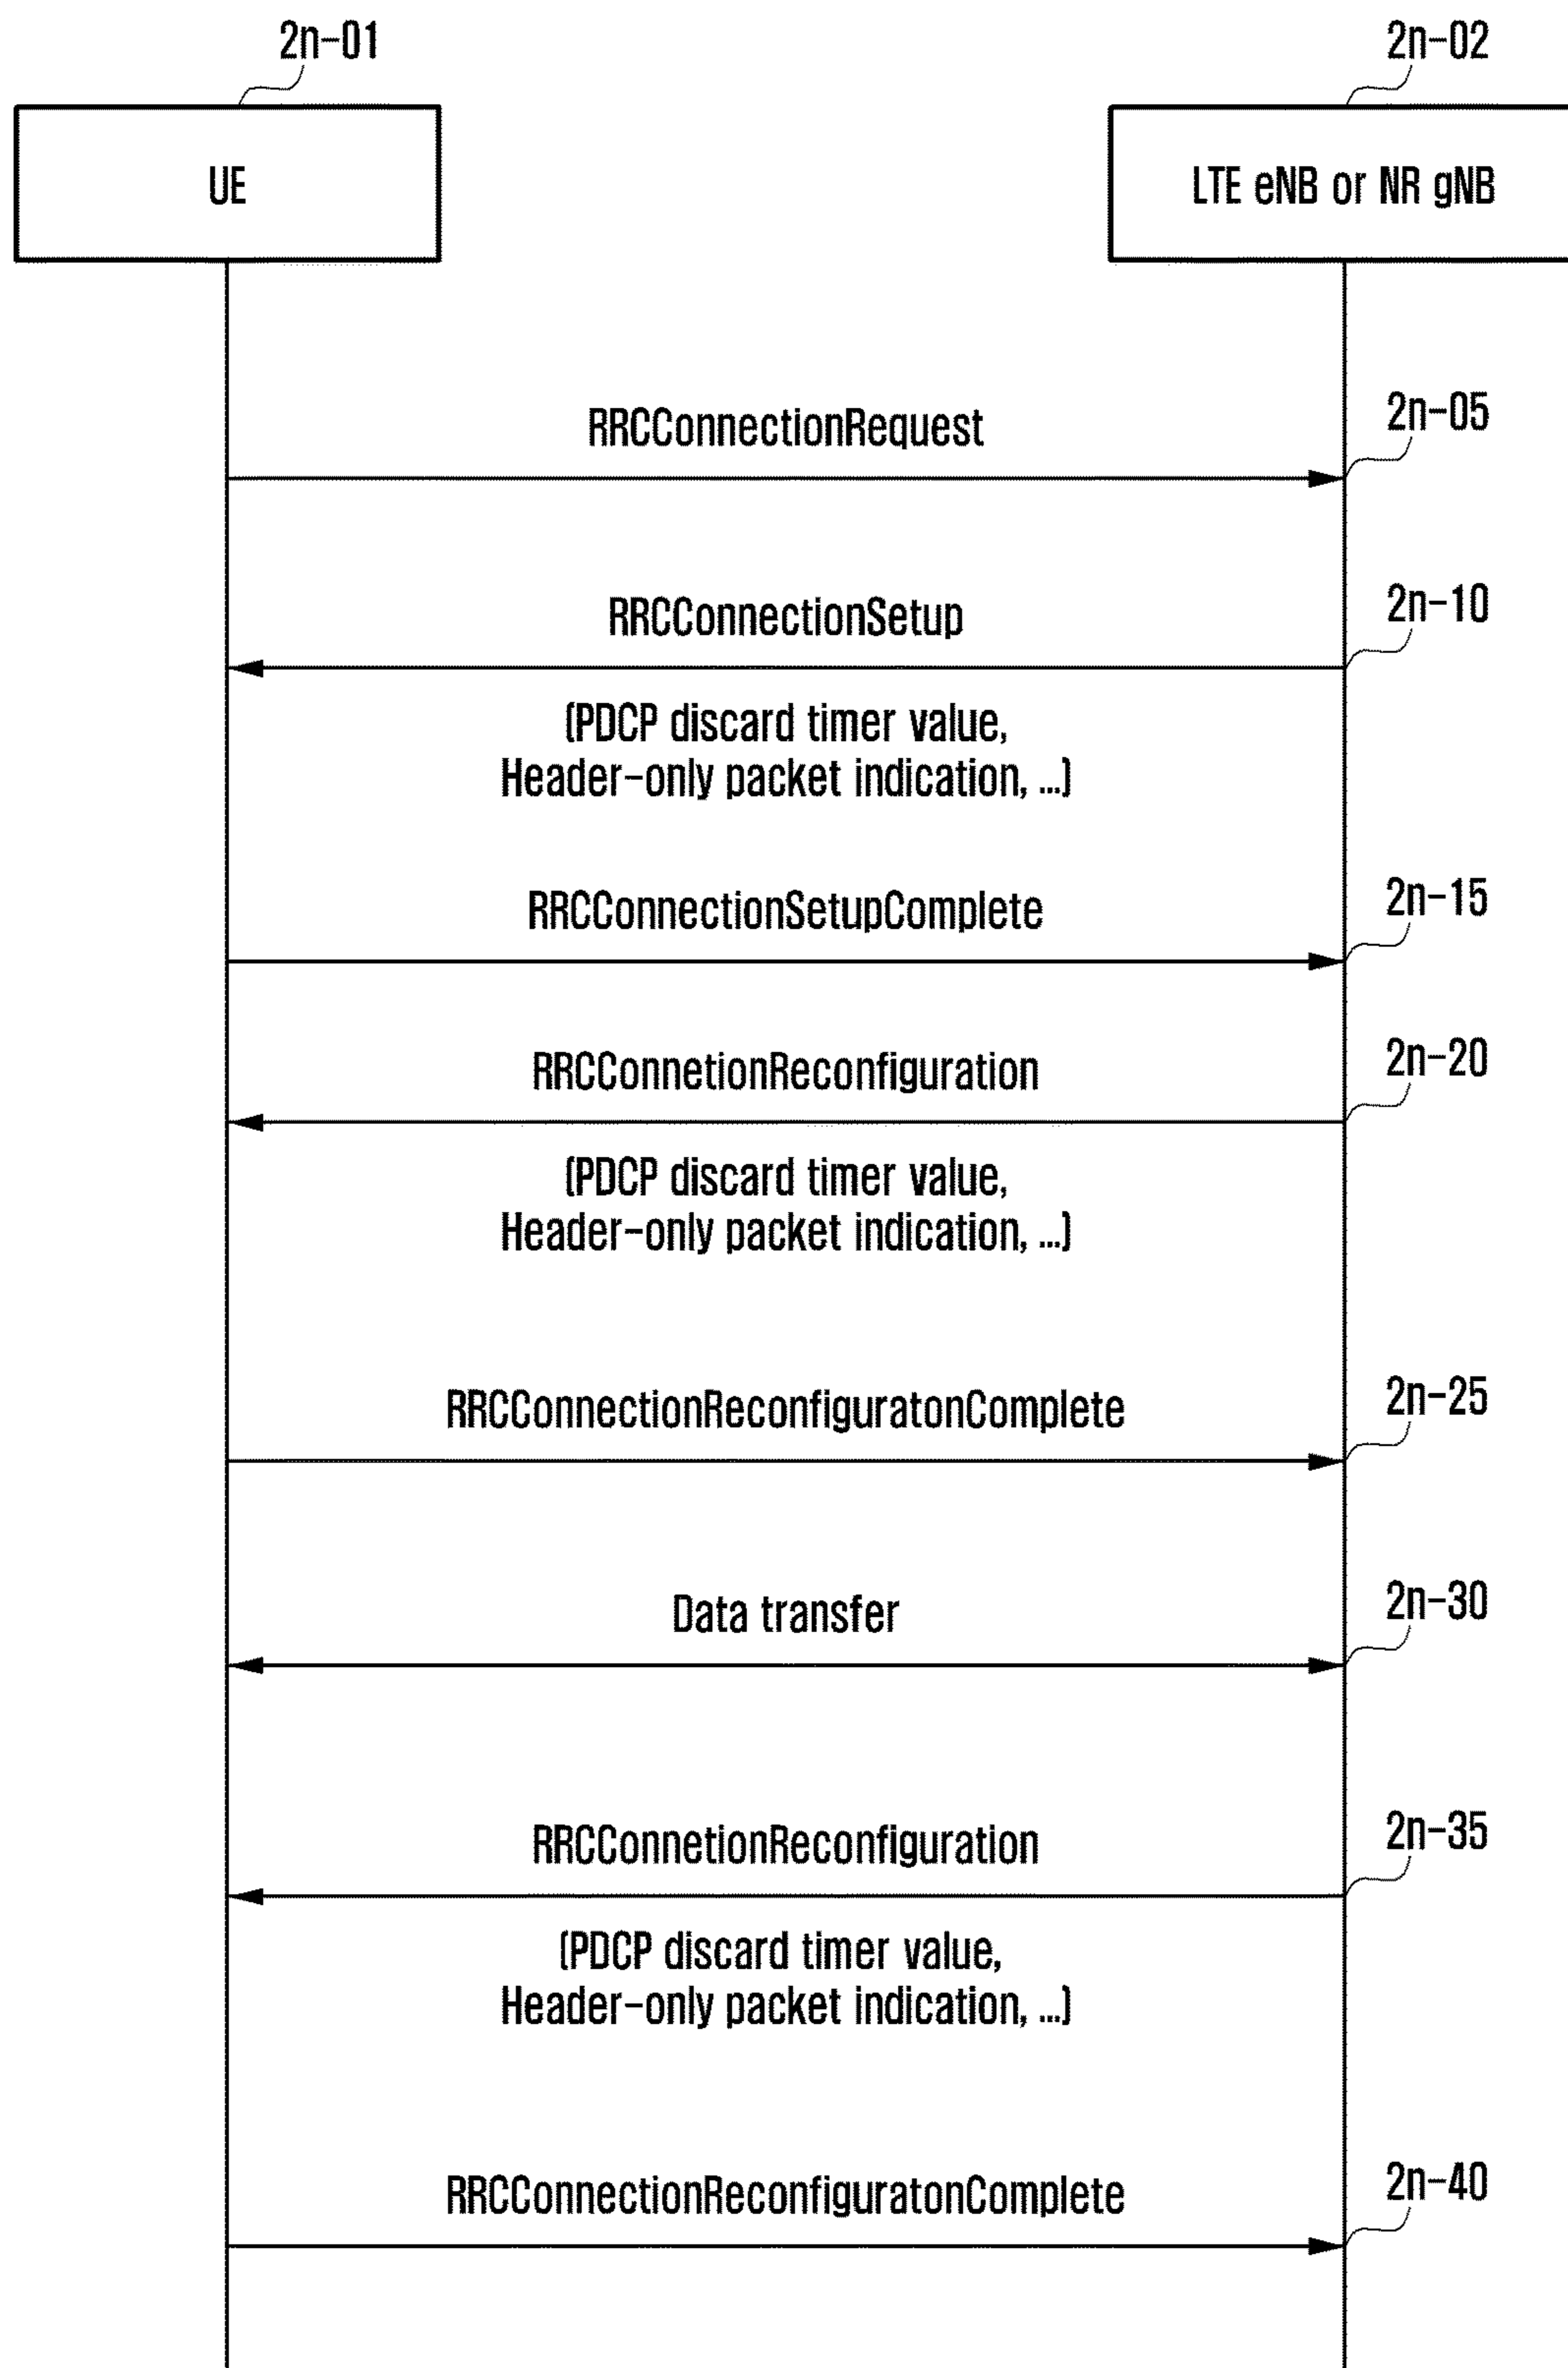 2n-01
2n-02
UE
LTE eNB or NR gNB
RRCConnectionRequest
2n-05
RRCConnectionSetup
2n-10
(PDCP discard timer value,
Header-only packet indication, ...)
RRCConnectionSetupComplete
2n-15
RRCConnetionReconfiguration
2n-20
(PDCP discard timer value,
Header-only packet indication, ...)
RRCConnectionReconfiguratonComplete
2n-25
Data transfer
2n-30
RRCConnetionReconfiguration
2n-35
(PDCP discard timer value,
Header-only packet indication, ...)
RRCConnectionReconfiguratonComplete
2n-40